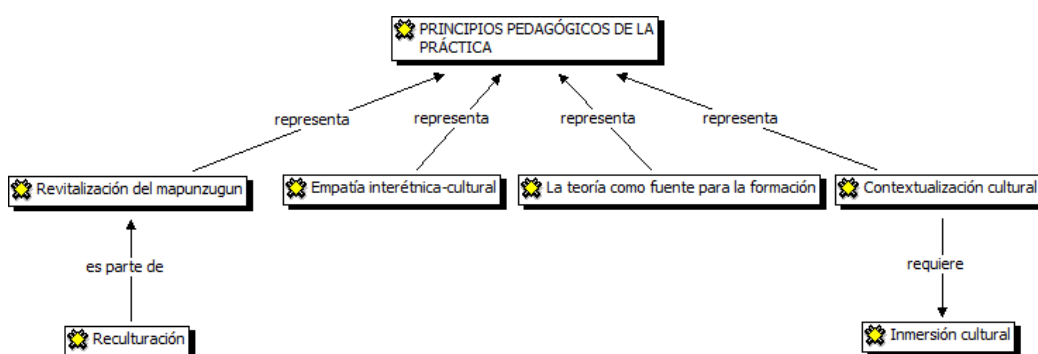 PRINCIPIOS PEDAGÓGICOS DE LA
PRÁCTICA
representa
representa
representa
representa
Revitalización del mapunzugun
Empatía interétnica-cultural
La teoría como fuente para la formación
Contextualización cultural
es parte de
requiere
Reculturación
Inmersión cultural